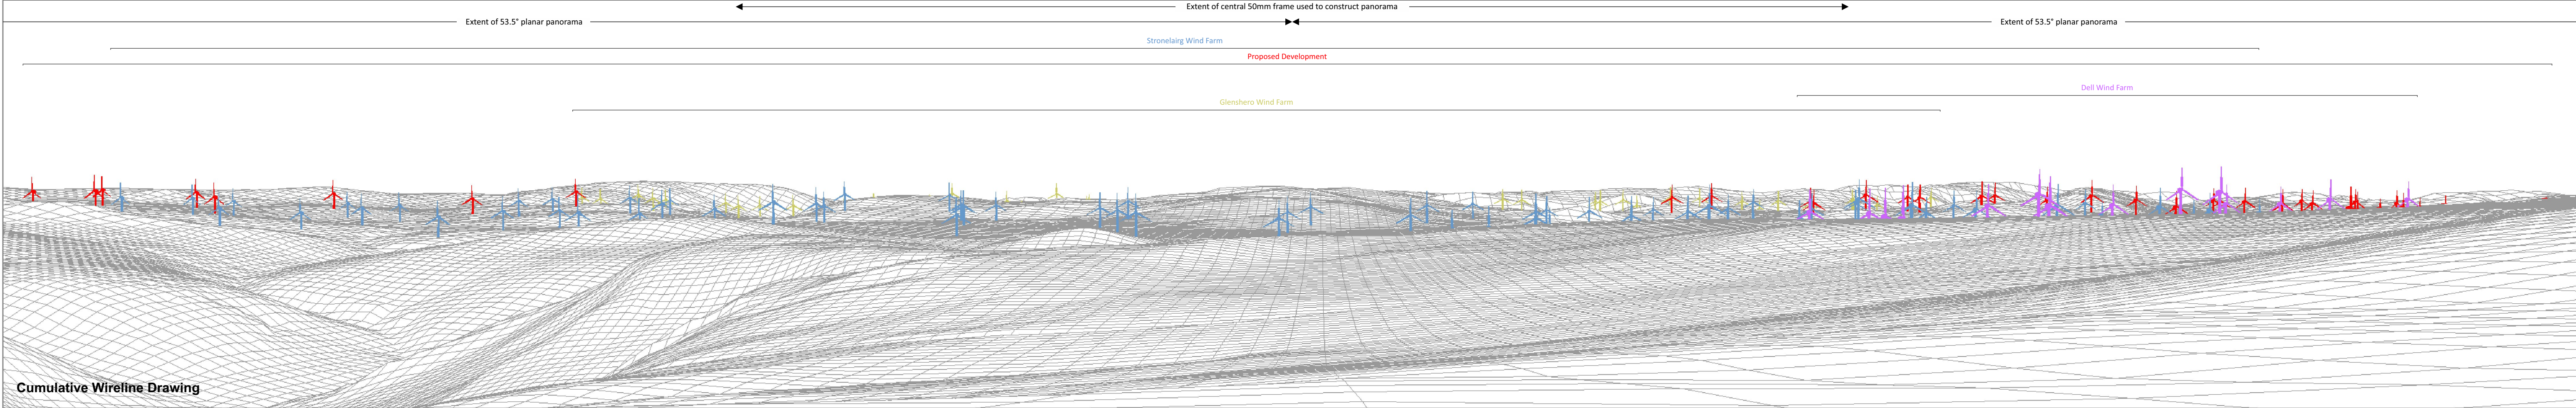 Extent of central 50mm frame used to construct panorama
Extent of 53.5° planar panorama
Extent of 53.5° planar panorama
Stronelairg Wind Farm
Proposed Development
Dell Wind Farm
Glenshero Wind Farm
Cumulative Wireline Drawing